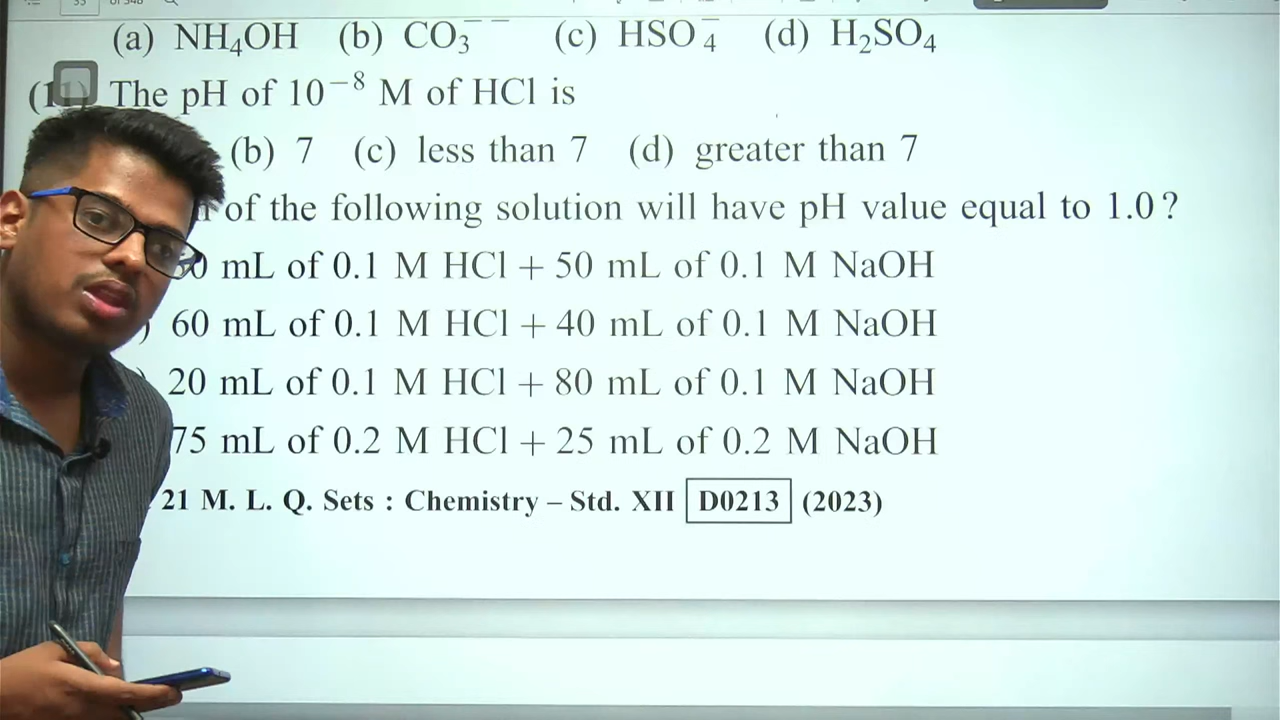 (a) NH₄OH (b) CO₃⁻⁻ (c) HSO₄⁻ (d) H₂SO₄
(11) The pH of 10⁻⁸ M of HCl is
(b) 7 (c) less than 7 (d) greater than 7
of the following solution will have pH value equal to 1.0?
mL of 0.1 M HCl + 50 mL of 0.1 M NaOH
60 mL of 0.1 M HCl + 40 mL of 0.1 M NaOH
20 mL of 0.1 M HCl + 80 mL of 0.1 M NaOH
75 mL of 0.2 M HCl + 25 mL of 0.2 M NaOH
21 M. L. Q. Sets : Chemistry – Std. XII D0213 (2023)